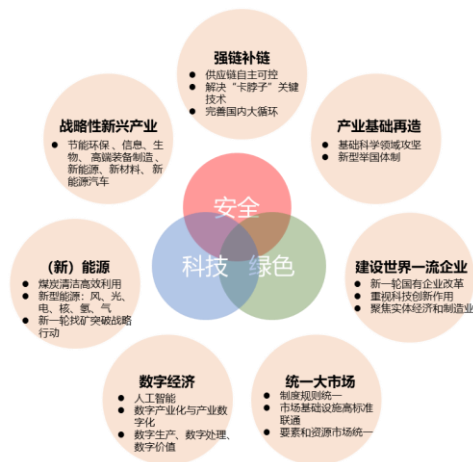 强链补链
● 供应链自主可控
● 解决“卡脖子”关键
技术
● 完善国内大循环
战略性新兴产业
● 节能环保、信息、生
物、高端装备制造、
新能源、新材料、新
能源汽车
产业基础再造
● 基础科学领域攻坚
● 新型举国体制
安全
科技
绿色
（新）能源
● 煤炭清洁高效利用
● 新型能源：风、光、
电、核、氢、气
● 新一轮找矿突破战略
行动
建设世界一流企业
● 新一轮国有企业改革
● 重视科技创新作用
● 聚焦实体经济和制造业
数字经济
● 人工智能
● 数字产业化与产业数
字化
● 数字生产、数字处理、
数字价值
统一大市场
● 制度规则统一
● 市场基础设施高标准
联通
● 要素和资源市场统一